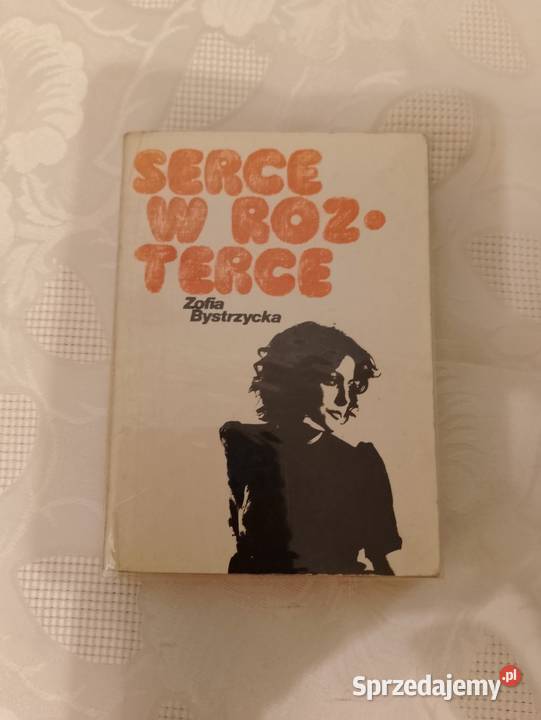 SERCE
W ROZ•
TERCE
Zofia
Bystrzycka
Sprzedajemy.pl